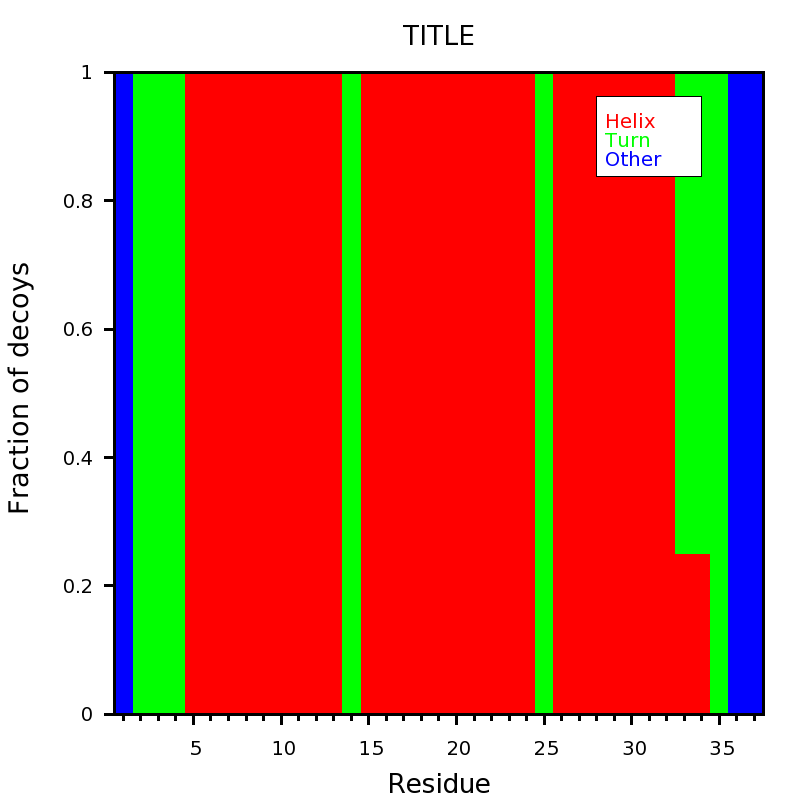 TITLE
Fraction of decoys
1
0.8
0.6
0.4
0.2
0
Helix
Turn
Other
5 10 15 20 25 30 35
Residue